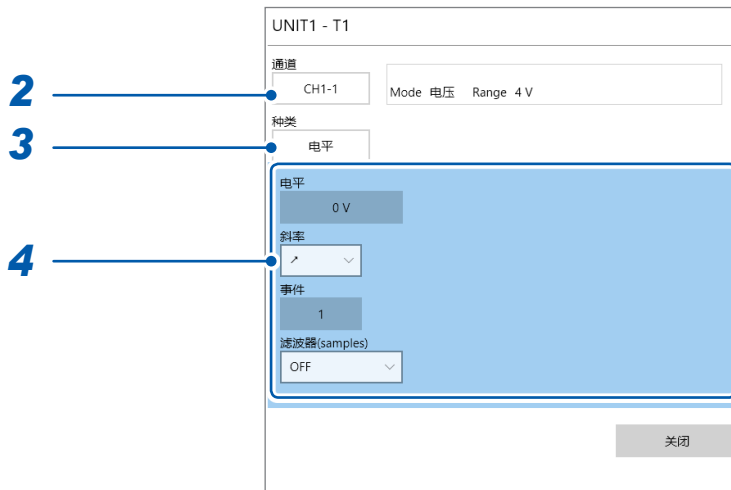 UNIT1 - T1
通道
2
CH1-1
Mode 电压 Range 4 V
种类
3
电平
电平
0 V
斜率
4
↗
事件
1
滤波器(samples)
OFF
关闭